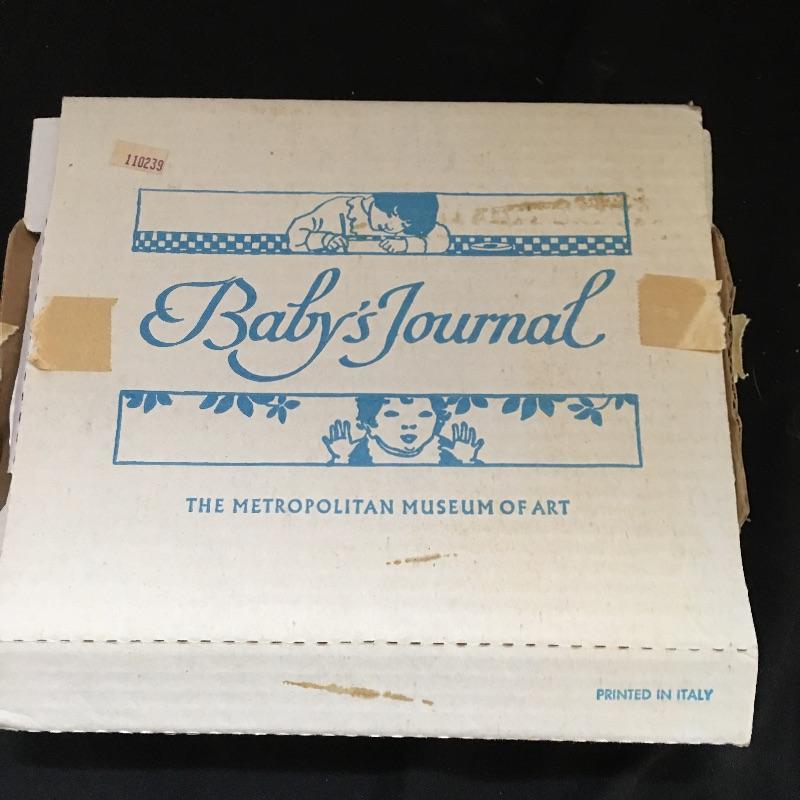 110239
Baby's Journal
THE METROPOLITAN MUSEUM OF ART
PRINTED IN ITALY